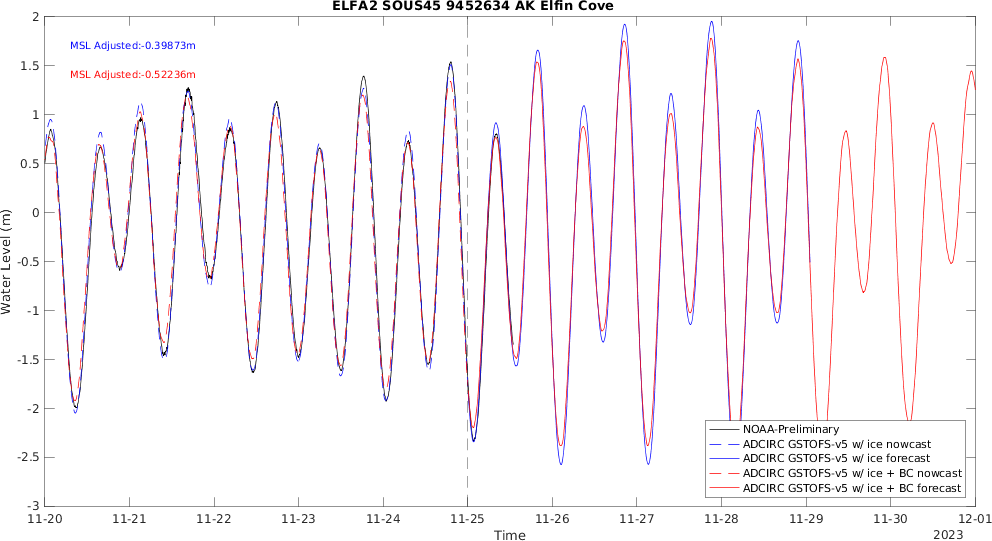 ELFA2 SOUS45 9452634 AK Elfin Cove
MSL Adjusted:-0.39873m
MSL Adjusted:-0.52236m
Water Level (m)
2
1.5
1
0.5
0
-0.5
-1
-1.5
-2
-2.5
-3
NOAA-Preliminary
ADCIRC GSTOFS-v5 w/ ice nowcast
ADCIRC GSTOFS-v5 w/ ice forecast
ADCIRC GSTOFS-v5 w/ ice + BC nowcast
ADCIRC GSTOFS-v5 w/ ice + BC forecast
11-20 11-21 11-22 11-23 11-24 11-25 11-26 11-27 11-28 11-29 11-30 12-01
Time
2023